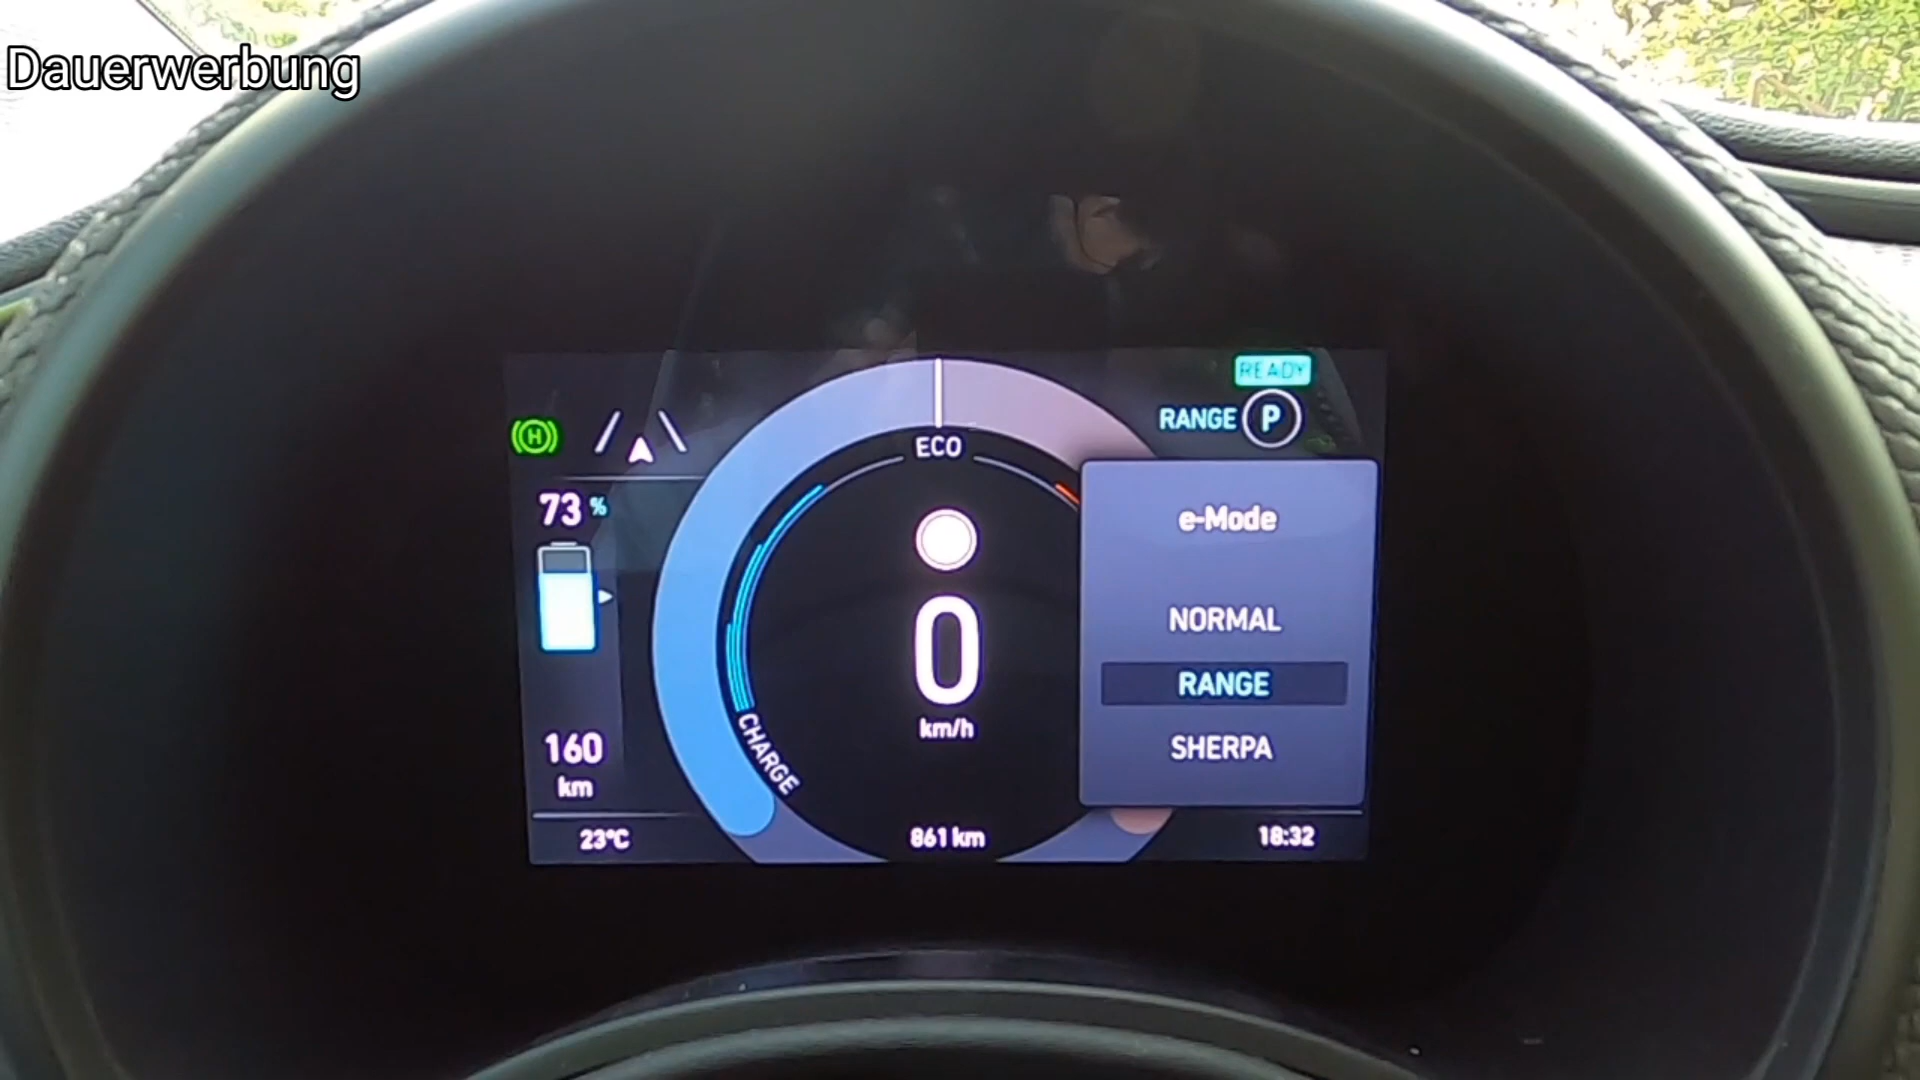 Dauerwerbung
READY
RANGE P
H
ECO
73 %
e-Mode
NORMAL
RANGE
SHERPA
0
km/h
CHARGE
160
km
23°C
861 km
18:32